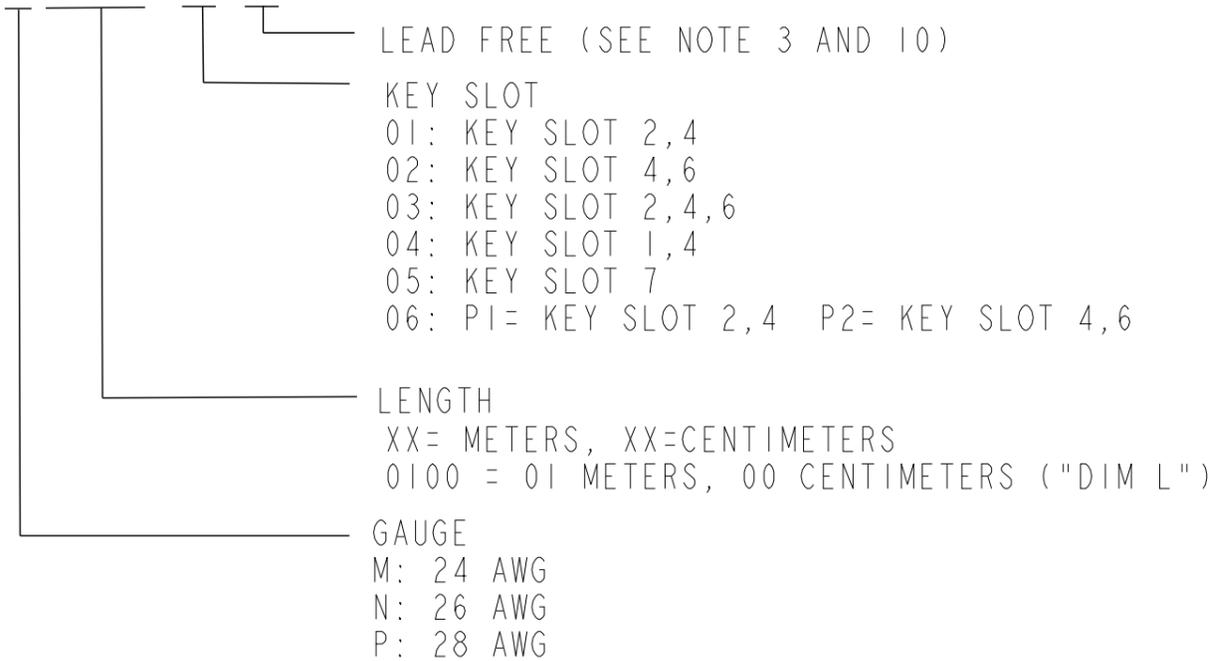 LEAD FREE (SEE NOTE 3 AND 10)
KEY SLOT
01: KEY SLOT 2,4
02: KEY SLOT 4,6
03: KEY SLOT 2,4,6
04: KEY SLOT 1,4
05: KEY SLOT 7
06: P1= KEY SLOT 2,4 P2= KEY SLOT 4,6
LENGTH
XX= METERS, XX=CENTIMETERS
0100 = 01 METERS, 00 CENTIMETERS ("DIM L")
GAUGE
M: 24 AWG
N: 26 AWG
P: 28 AWG